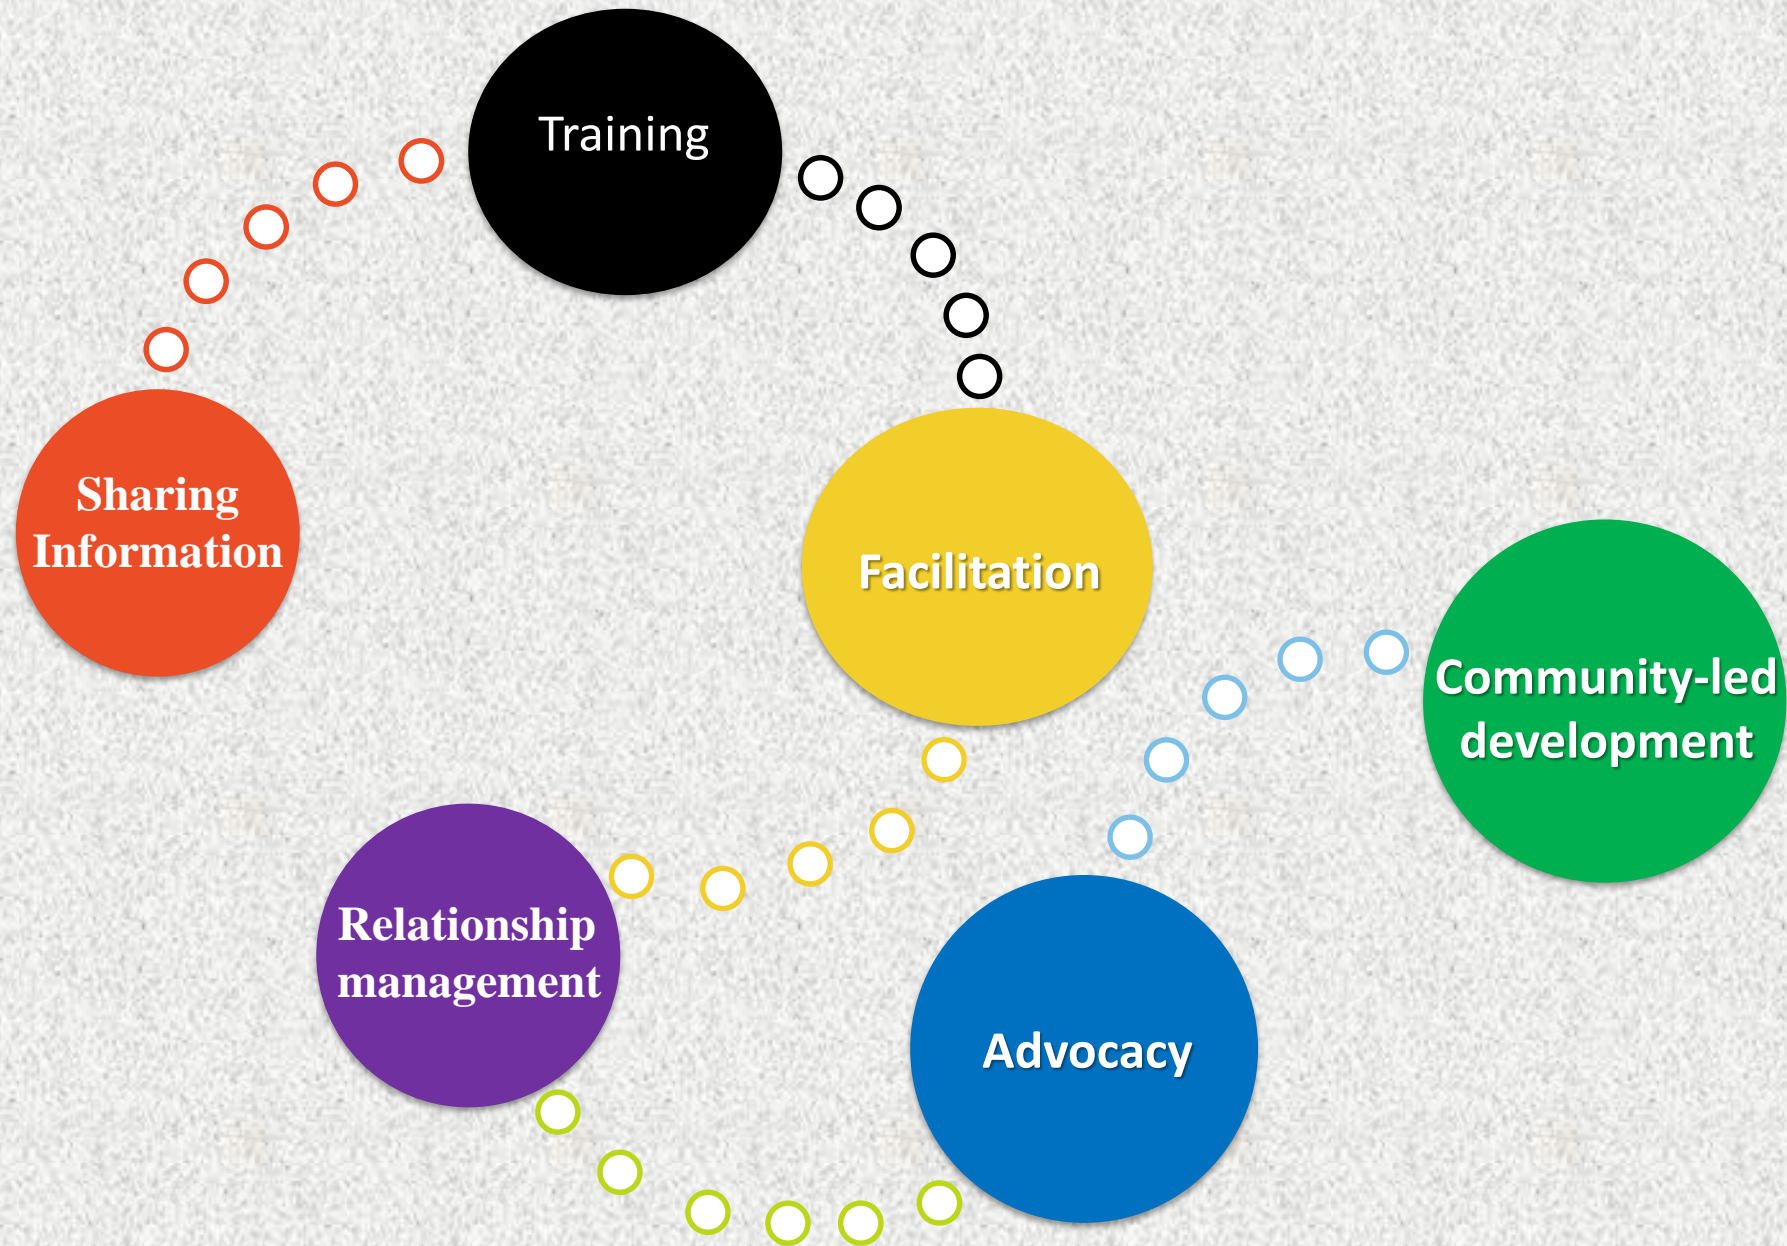 Training
Sharing
Information
Facilitation
Community-led
development
Relationship
management
Advocacy